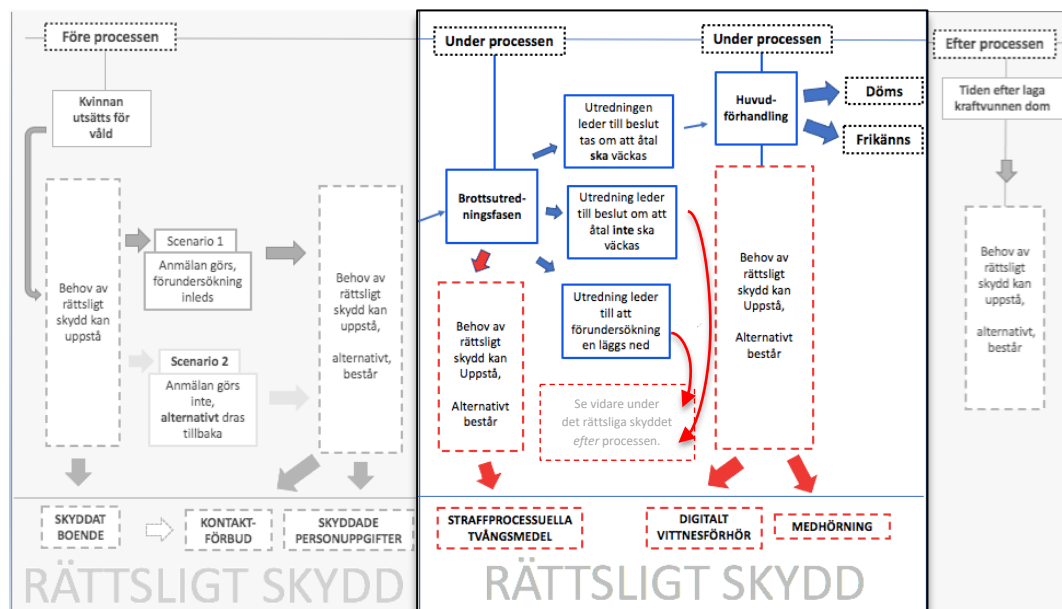 Före processen
Kvinnan
utsätts för
våld
Behov av
rättsligt
skydd kan
uppstå
Scenario 1
Anmälan görs,
förundersökning
inleds
Scenario 2
Anmälan görs
inte,
alternativt dras
tillbaka
Behov av
rättsligt
skydd kan
uppstå,
alternativt,
består
SKYDDAT
BOENDE
KONTAKT-
FÖRBUD
SKYDDADE
PERSONUPPGIFTER
RÄTTSLIGT SKYDD
Under processen
Brottsutred-
ningsfasen
Utredningen
leder till beslut
tas om att åtal
ska väckas
Utredning leder
till beslut om att
åtal inte ska
väckas
Utredning leder
till att
förundersökning
en läggs ned
Behov av
rättsligt
skydd kan
Uppstå,
Alternativt
består
Se vidare under
det rättsliga skyddet
efter processen.
Under processen
Huvud-
förhandling
Döms
Frikänns
Behov av
rättsligt
skydd kan
uppstå,
alternativt,
består
STRAFFPROCESSUELLA
TVÅNGSMEDEL
DIGITALT
VITTNESFÖRHÖR
MEDHÖRNING
RÄTTSLIGT SKYDD
Efter processen
Tiden efter laga
kraftvunnen dom
Behov av
rättsligt
skydd kan
uppstå,
alternativt,
består